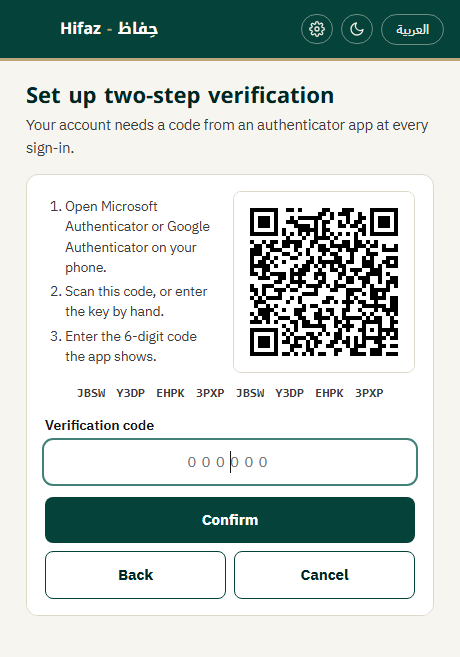 Hifaz - حِفاظ
العربية
Set up two-step verification
Your account needs a code from an authenticator app at every
sign-in.
1. Open Microsoft
Authenticator or Google
Authenticator on your
phone.
2. Scan this code, or enter
the key by hand.
3. Enter the 6-digit code
the app shows.
JBSW Y3DP EHPK 3PXP JBSW Y3DP EHPK 3PXP
Verification code
000000
Confirm
Back
Cancel